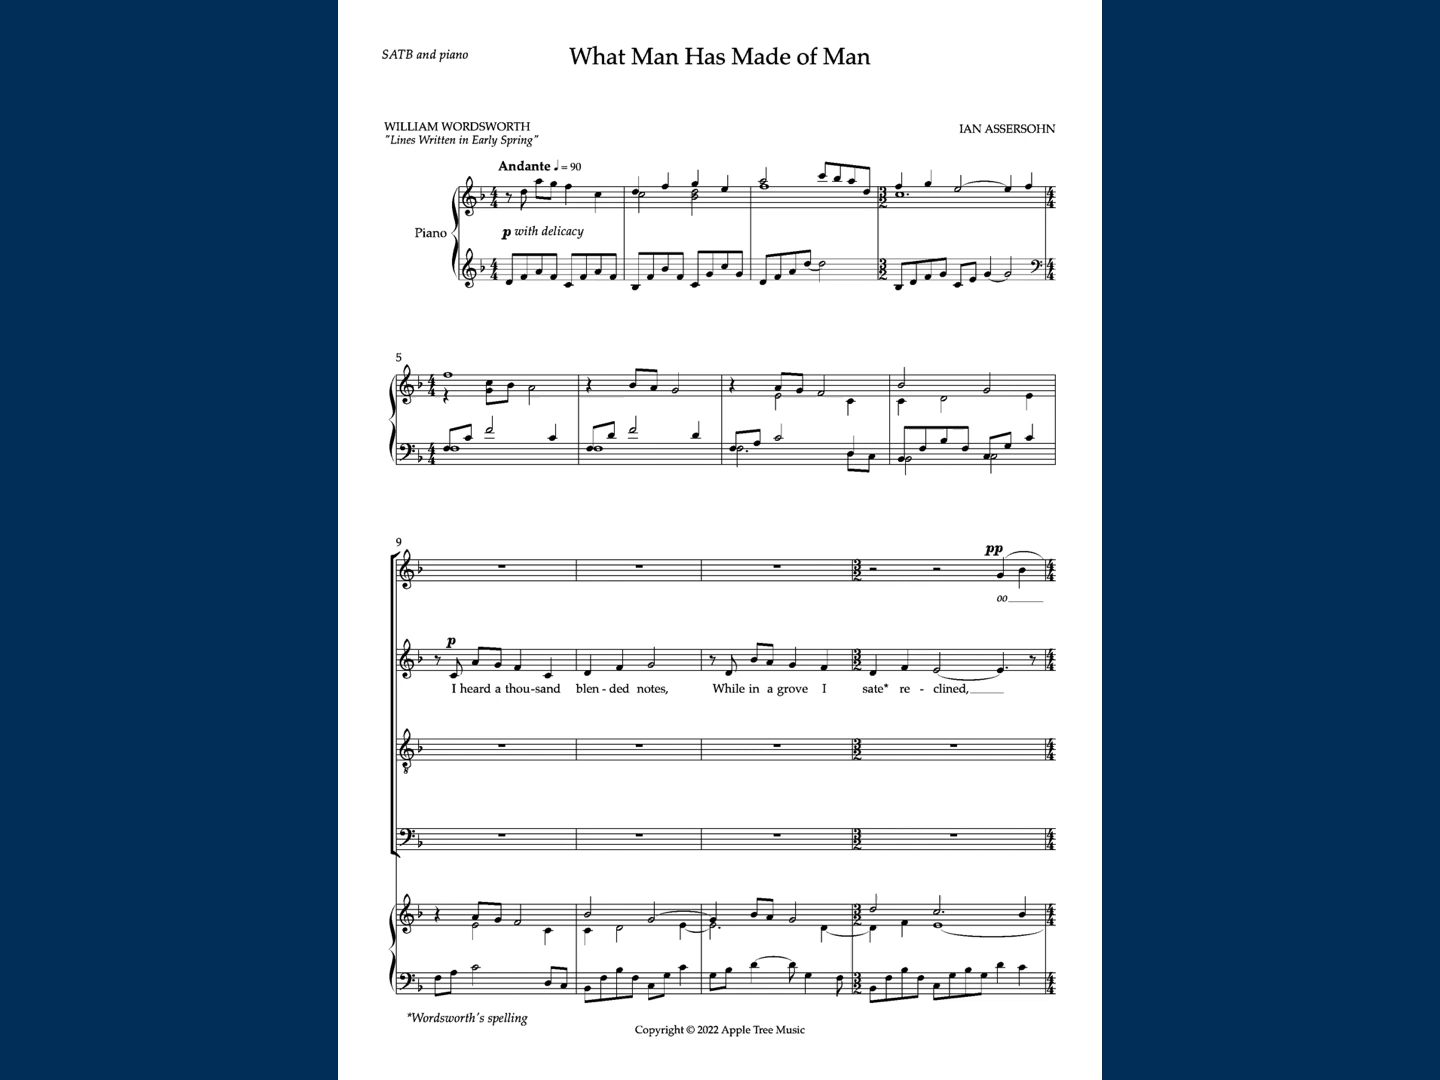 SATB and piano
What Man Has Made of Man
WILLIAM WORDSWORTH
"Lines Written in Early Spring"
IAN ASSERSOHN
Andante ♩ = 90
Piano
p with delicacy
5
9
pp
oo
p
I heard a thou-sand blen - ded notes, While in a grove I sate* re - clined,
*Wordsworth's spelling
Copyright © 2022 Apple Tree Music